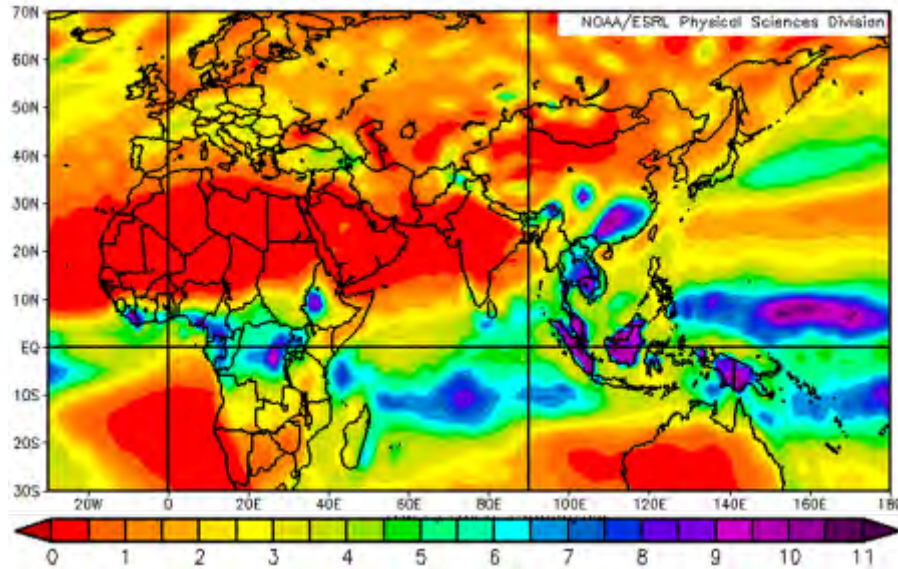 70N
NOAA/ESRL Physical Sciences Division
60N
50N
40N
30N
20N
10N
EQ
10S
20S
30S
20W 0 20E 40E 60E 80E 100E 120E 140E 160E 180
0 1 2 3 4 5 6 7 8 9 10 11